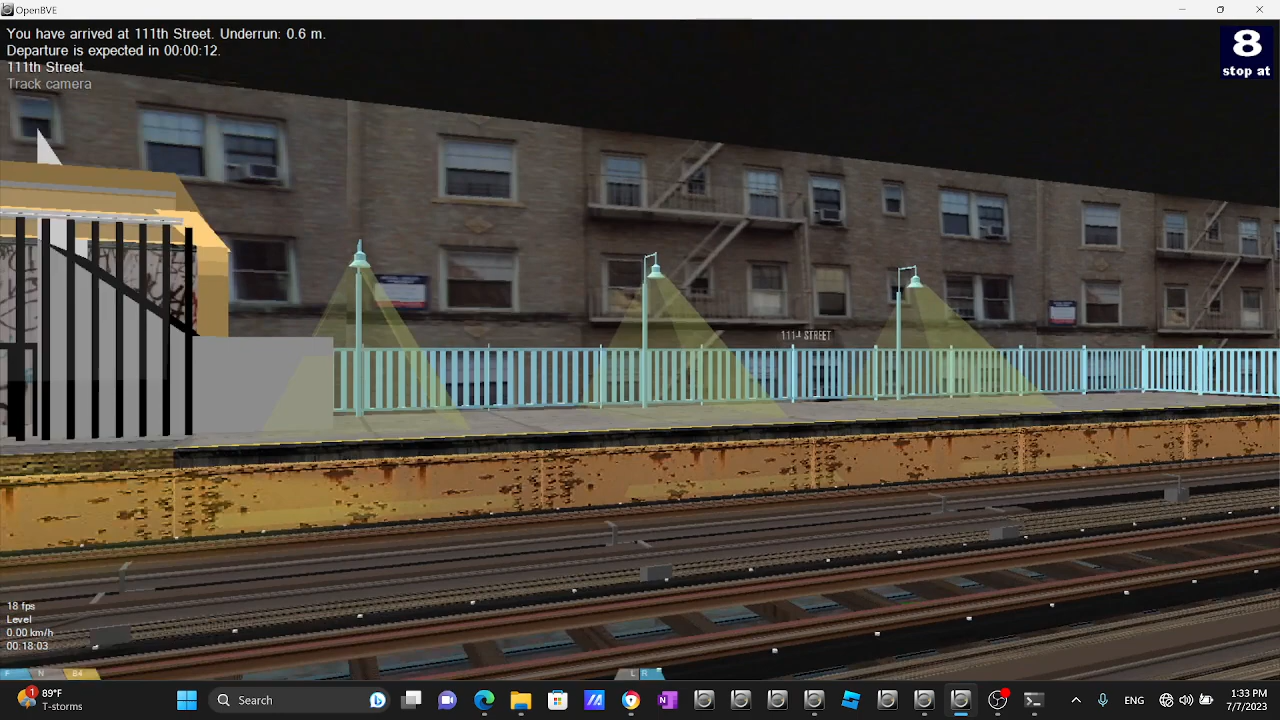 OpenBVE
You have arrived at 111th Street. Underrun: 0.6 m.
Departure is expected in 00:00:12.
111th Street
Track camera
8
stop at
111th STREET
18 fps
Level
0.00 km/h
00:18:03
F N B4
L R
1
89°F
T-storms
Search
ENG
1:33 PM
7/7/2023